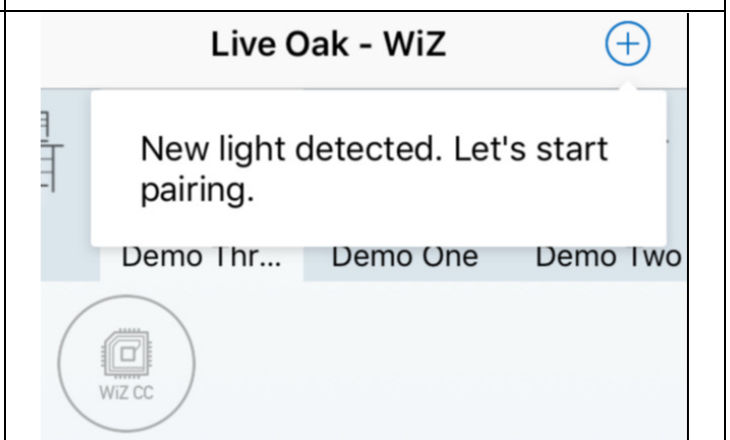 Live Oak - WiZ
New light detected. Let's start
pairing.
Demo Thr... Demo One Demo Two
WiZ CC